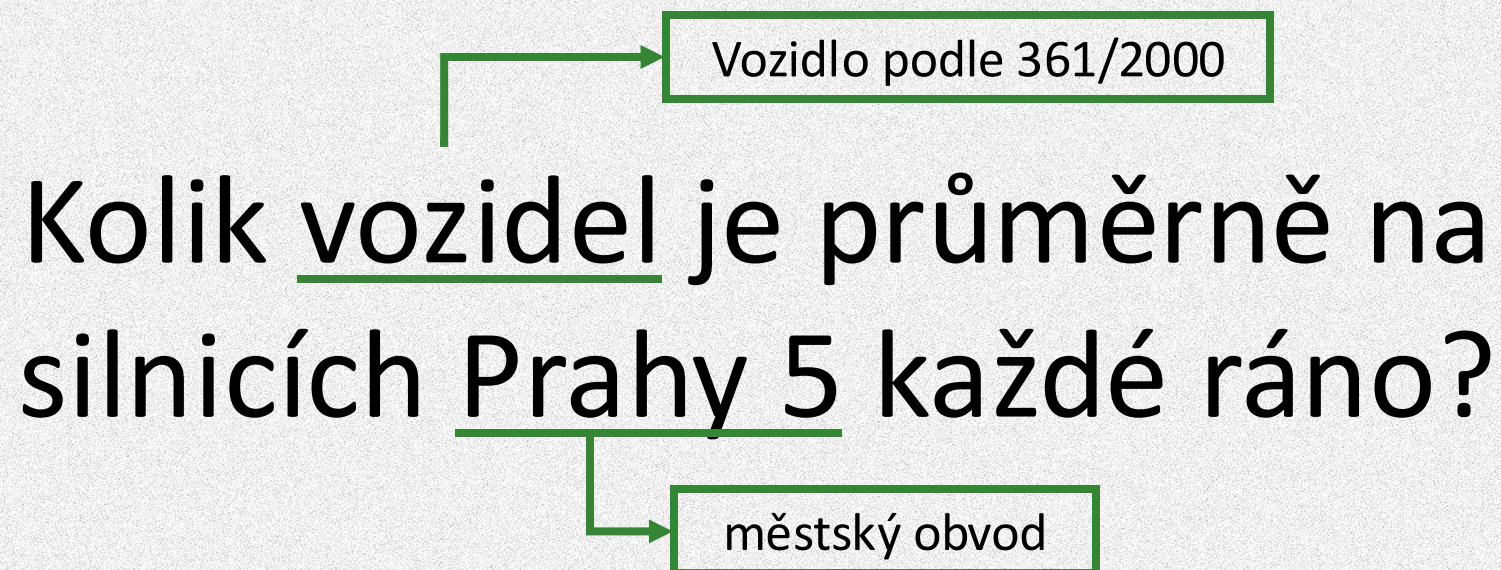 Vozidlo podle 361/2000
Kolik vozidel je průměrně na
silnicích Prahy 5 každé ráno?
městský obvod